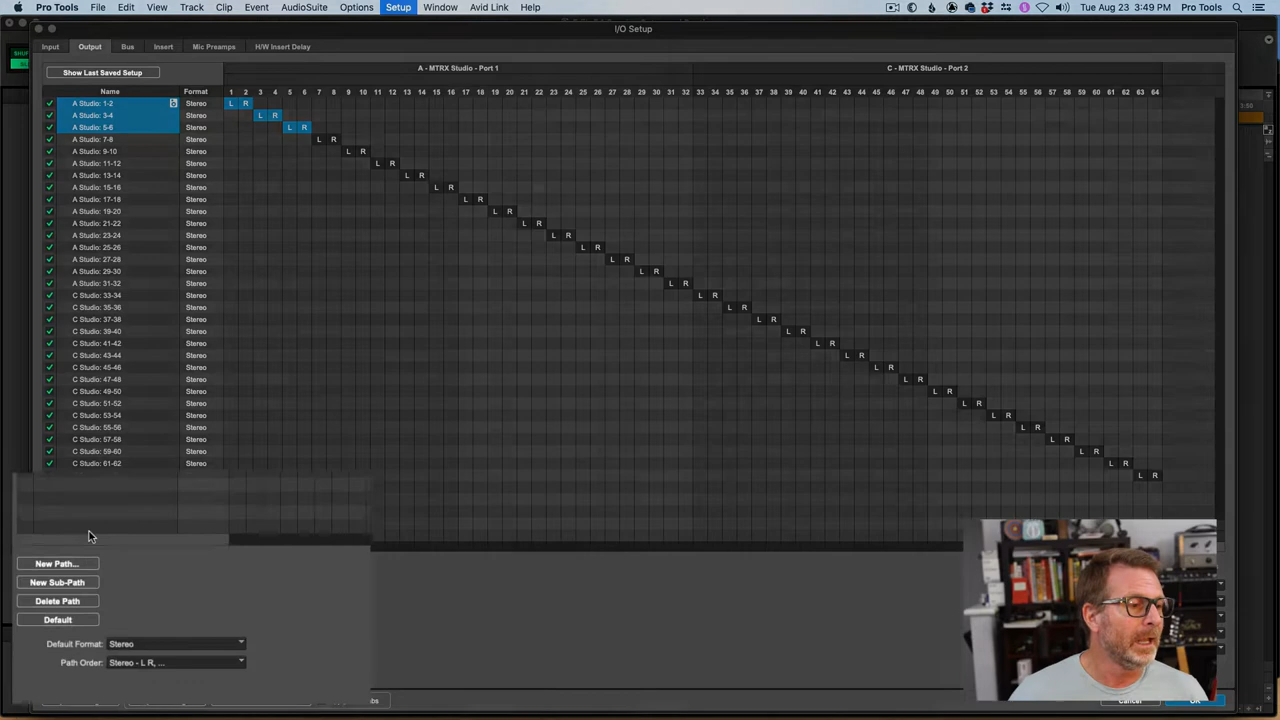 Pro Tools File Edit View Track Clip Event AudioSuite Options Setup Window Avid Link Help Tue Aug 23 3:49 PM Pro Tools
I/O Setup
Input Output Bus Insert Mic Preamps H/W Insert Delay
Show Last Saved Setup
A - MTRX Studio - Port 1 C - MTRX Studio - Port 2
Name Format 1 2 3 4 5 6 7 8 9 10 11 12 13 14 15 16 17 18 19 20 21 22 23 24 25 26 27 28 29 30 31 32 33 34 35 36 37 38 39 40 41 42 43 44 45 46 47 48 49 50 51 52 53 54 55 56 57 58 59 60 61 62 63 64
A Studio: 1-2 Stereo L R
A Studio: 3-4 Stereo L R
A Studio: 5-6 Stereo L R
A Studio: 7-8 Stereo L R
A Studio: 9-10 Stereo L R
A Studio: 11-12 Stereo L R
A Studio: 13-14 Stereo L R
A Studio: 15-16 Stereo L R
A Studio: 17-18 Stereo L R
A Studio: 19-20 Stereo L R
A Studio: 21-22 Stereo L R
A Studio: 23-24 Stereo L R
A Studio: 25-26 Stereo L R
A Studio: 27-28 Stereo L R
A Studio: 29-30 Stereo L R
A Studio: 31-32 Stereo L R
C Studio: 33-34 Stereo L R
C Studio: 35-36 Stereo L R
C Studio: 37-38 Stereo L R
C Studio: 39-40 Stereo L R
C Studio: 41-42 Stereo L R
C Studio: 43-44 Stereo L R
C Studio: 45-46 Stereo L R
C Studio: 47-48 Stereo L R
C Studio: 49-50 Stereo L R
C Studio: 51-52 Stereo L R
C Studio: 53-54 Stereo L R
C Studio: 55-56 Stereo L R
C Studio: 57-58 Stereo L R
C Studio: 59-60 Stereo L R
C Studio: 61-62 Stereo L R
L R
New Path...
New Sub-Path
Delete Path
Default
Default Format: Stereo
Path Order: Stereo - L R, ...
Cancel OK